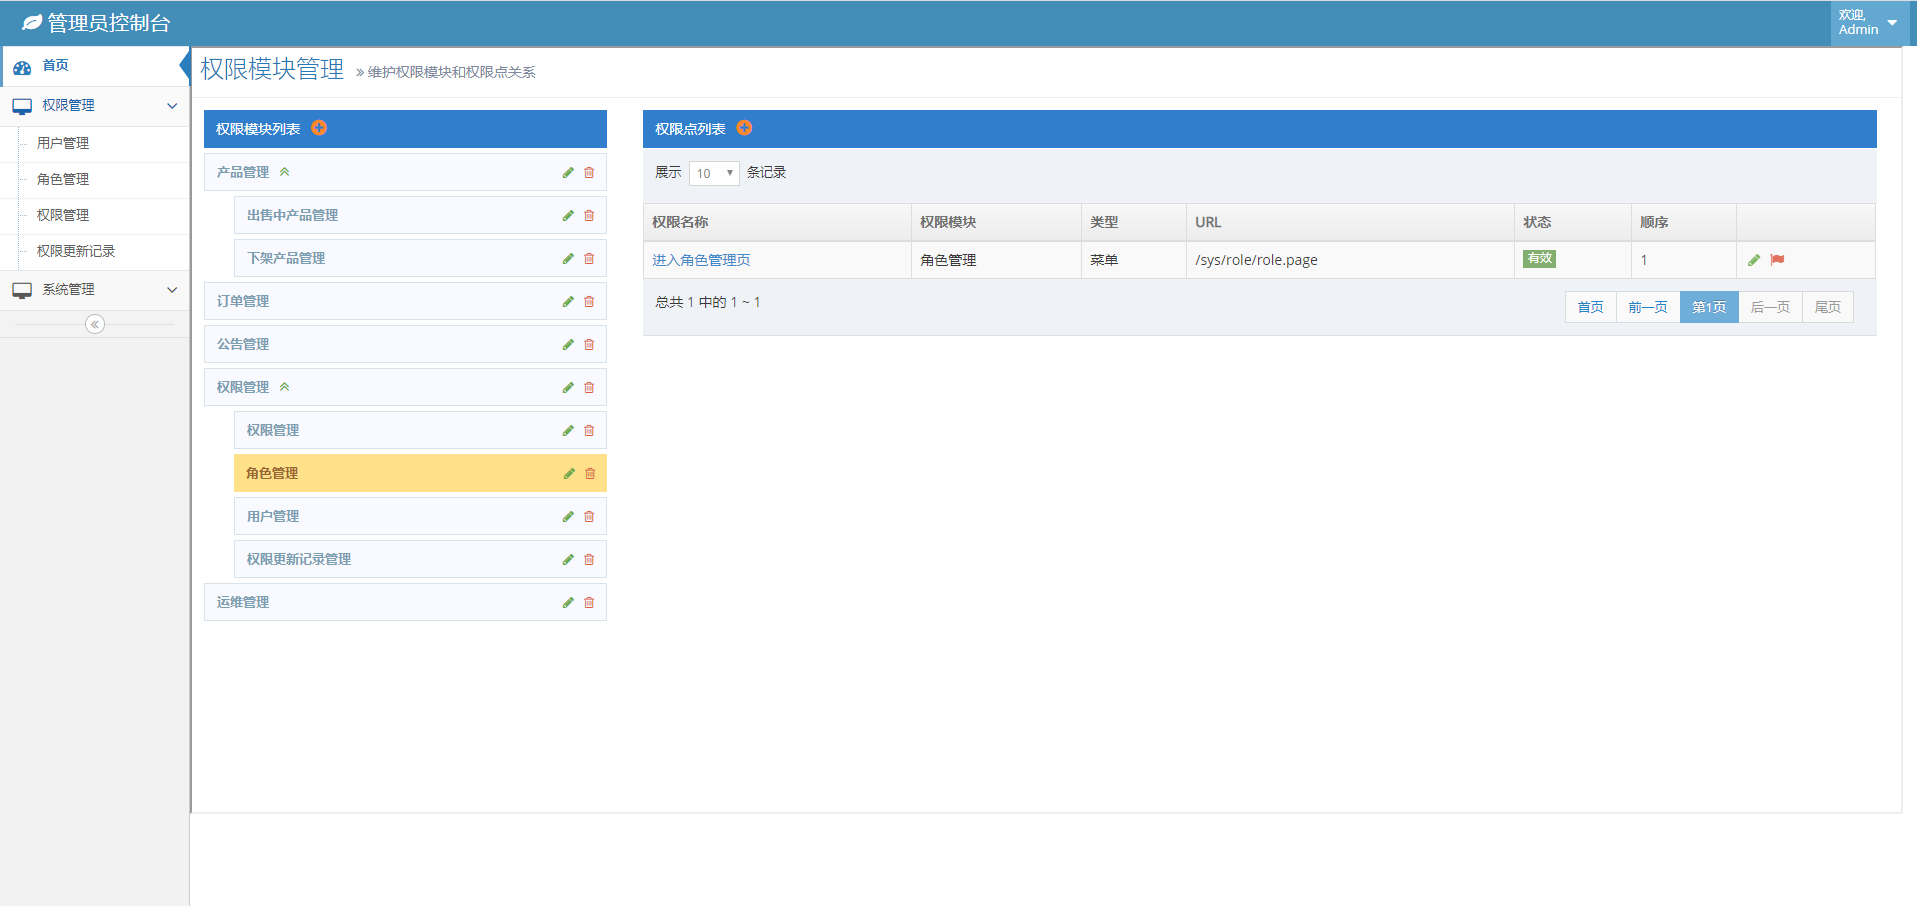 管理员控制台
欢迎,
Admin
首页
权限管理
用户管理
角色管理
权限管理
权限更新记录
系统管理
权限模块管理 » 维护权限模块和权限点关系
权限模块列表
产品管理
出售中产品管理
下架产品管理
订单管理
公告管理
权限管理
权限管理
角色管理
用户管理
权限更新记录管理
运维管理
权限点列表
展示 10 条记录
权限名称 权限模块 类型 URL 状态 顺序
进入角色管理页 角色管理 菜单 /sys/role/role.page 有效 1
总共 1 中的 1 ~ 1
首页 前一页 第1页 后一页 尾页